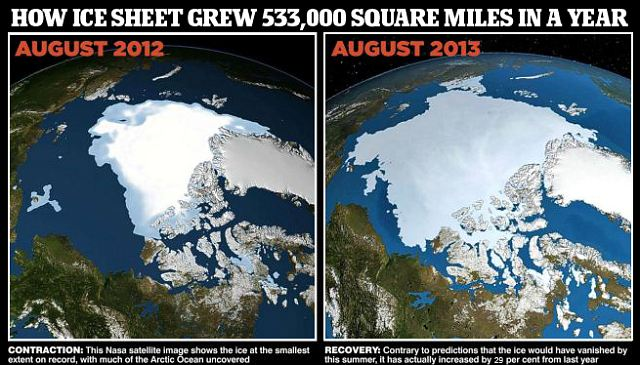 HOW ICE SHEET GREW 533,000 SQUARE MILES IN A YEAR
AUGUST 2012
AUGUST 2013
CONTRACTION: This Nasa satellite image shows the ice at the smallest
extent on record, with much of the Arctic Ocean uncovered
RECOVERY: Contrary to predictions that the ice would have vanished by
this summer, it has actually increased by 29 per cent from last year